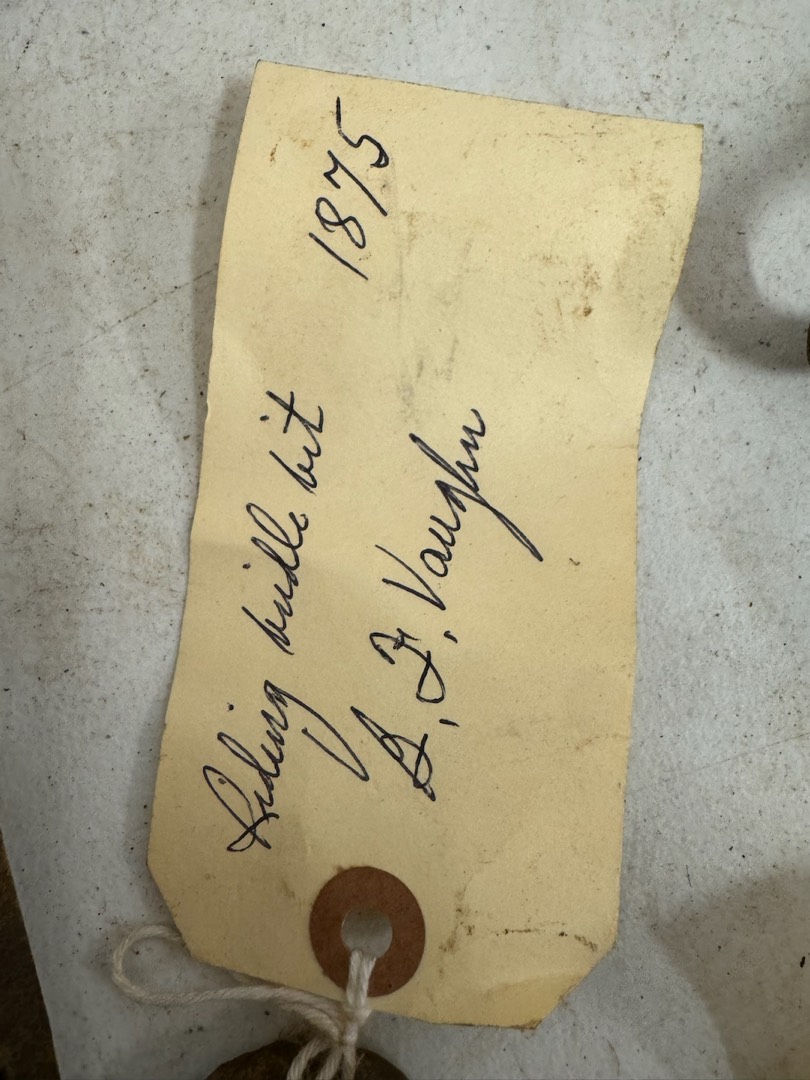 Riding bridle bit 1875
B. F. Vaughn